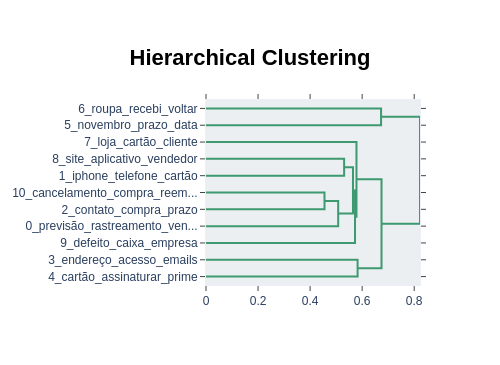 Hierarchical Clustering
6_roupa_recebi_voltar
5_novembro_prazo_data
7_loja_cartão_cliente
8_site_aplicativo_vendedor
1_iphone_telefone_cartão
10_cancelamento_compra_reem...
2_contato_compra_prazo
0_previsão_rastreamento_ven...
9_defeito_caixa_empresa
3_endereço_acesso_emails
4_cartão_assinaturar_prime
0 0.2 0.4 0.6 0.8